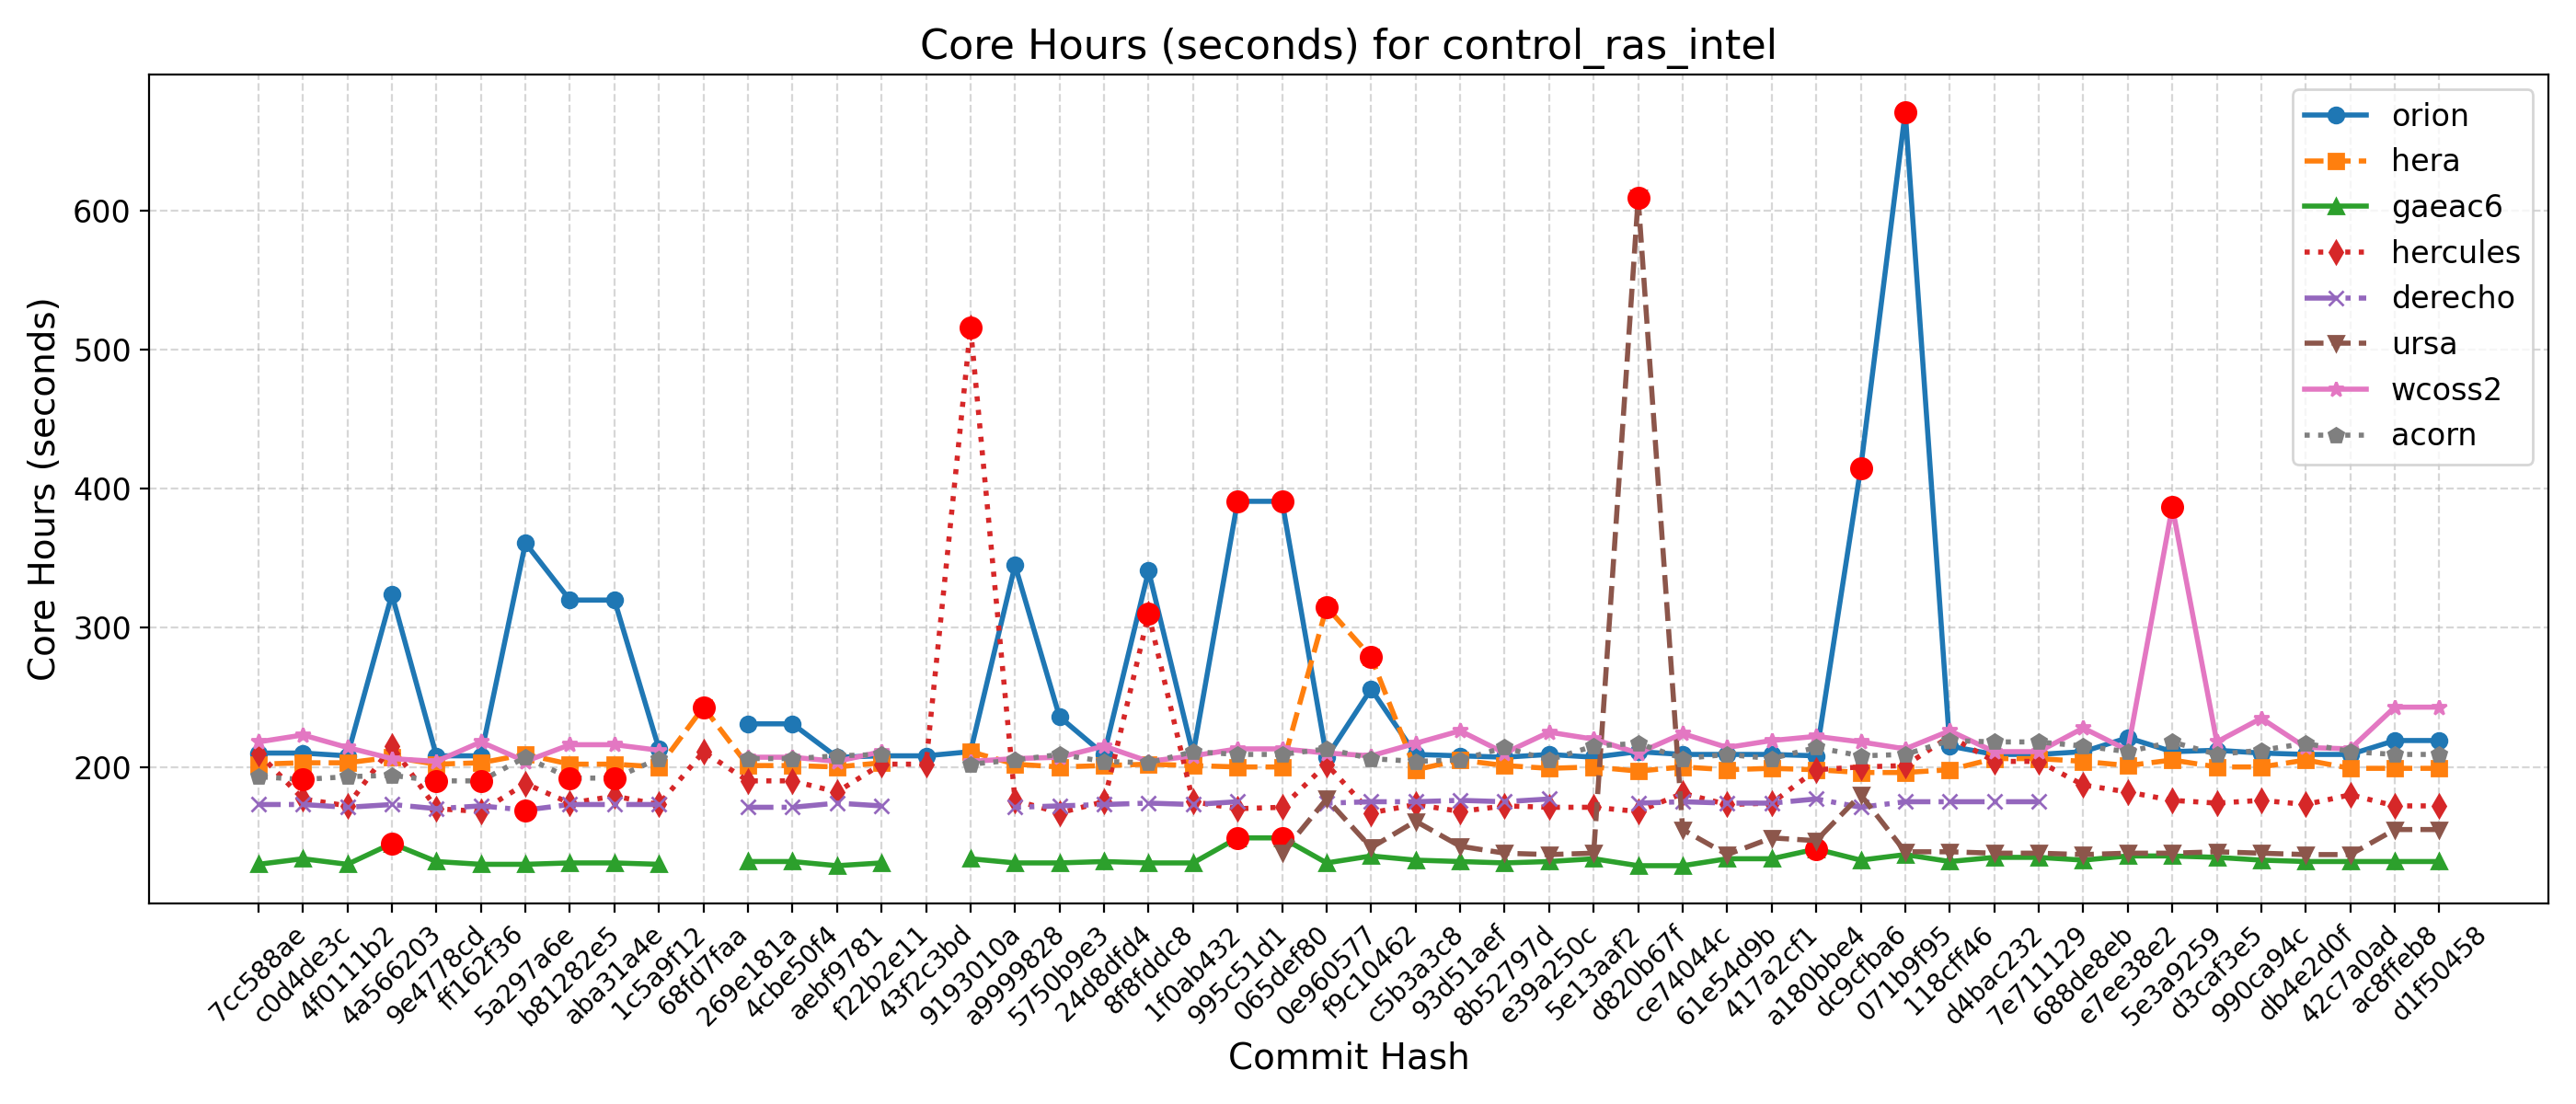 Core Hours (seconds) for control_ras_intel
Core Hours (seconds)
600
500
400
300
200
orion
hera
gaeac6
hercules
derecho
ursa
wcoss2
acorn
7cc588ae
c0d4de3c
4f0111b2
4a566203
9e4778cd
ff162f36
5a297a6e
b81282e5
aba31a4e
1c5a9f12
68fd7faa
269e181a
4cbe50f4
aebf9781
f22b2e11
43f2c3bd
9193010a
a9999828
5750b9e3
24d8dfd4
8f8fddc8
1f0ab432
995c51d1
065def80
0e960577
f9c10462
c5b3a3c8
93d51aef
8b52797d
e39a250c
5e13aaf2
d820b67f
ce74044c
61e54d9b
417a2cf1
a180bbe4
dc9cfba6
071b9f95
118cff46
d4bac232
7e711129
688de8eb
e7ee38e2
5e3a9259
d3caf3e5
990ca94c
db4e2d0f
42c7a0ad
ac8ffeb8
d1f50458
Commit Hash